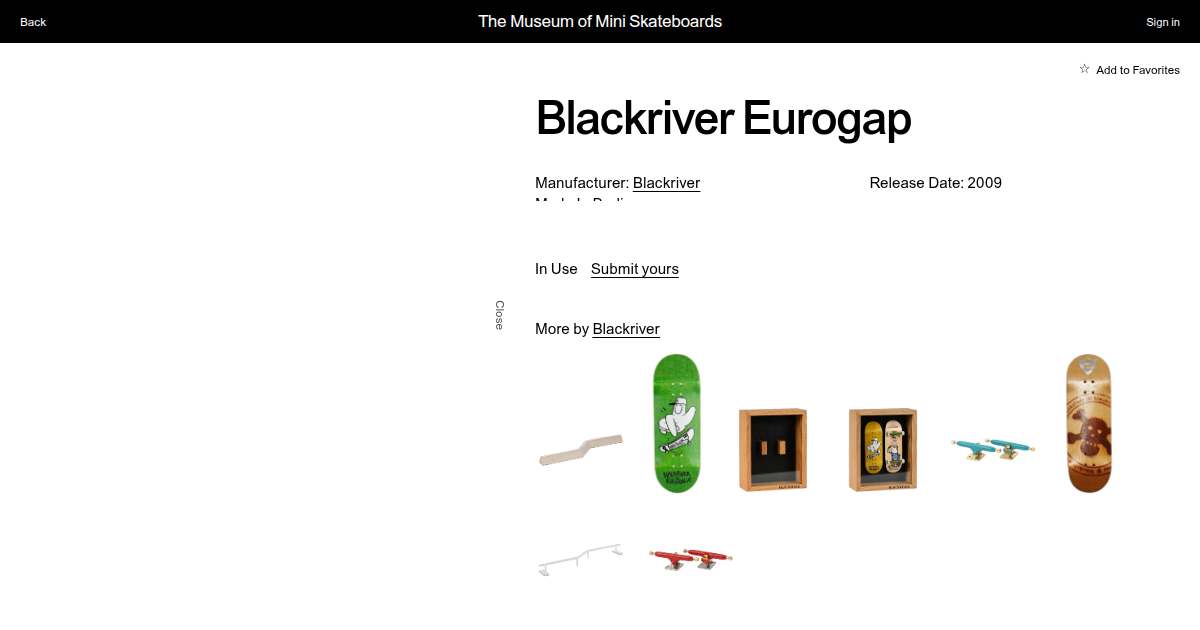 Back
The Museum of Mini Skateboards
Sign in
☆ Add to Favorites
Blackriver Eurogap
Manufacturer: Blackriver
Release Date: 2009
In Use Submit yours
Close
More by Blackriver